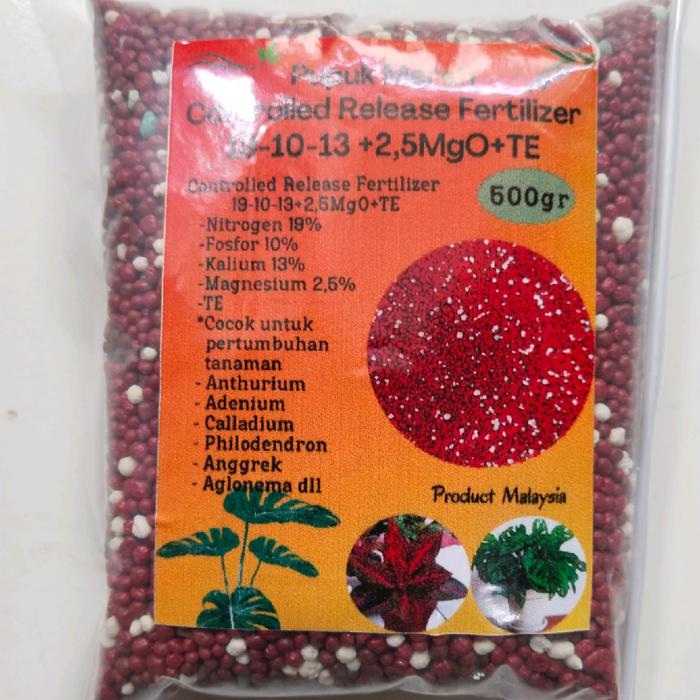 Pupuk
Controlled Release Fertilizer
19-10-13 +2,5MgO+TE
Controlled Release Fertilizer
19-10-13+2,5MgO+TE
500gr
-Nitrogen 19%
-Fosfor 10%
-Kalium 13%
-Magnesium 2,5%
-TE
*Cocok untuk
pertumbuhan
tanaman
- Anthurium
- Adenium
- Calladium
- Philodendron
- Anggrek
- Aglonema dll
Product Malaysia